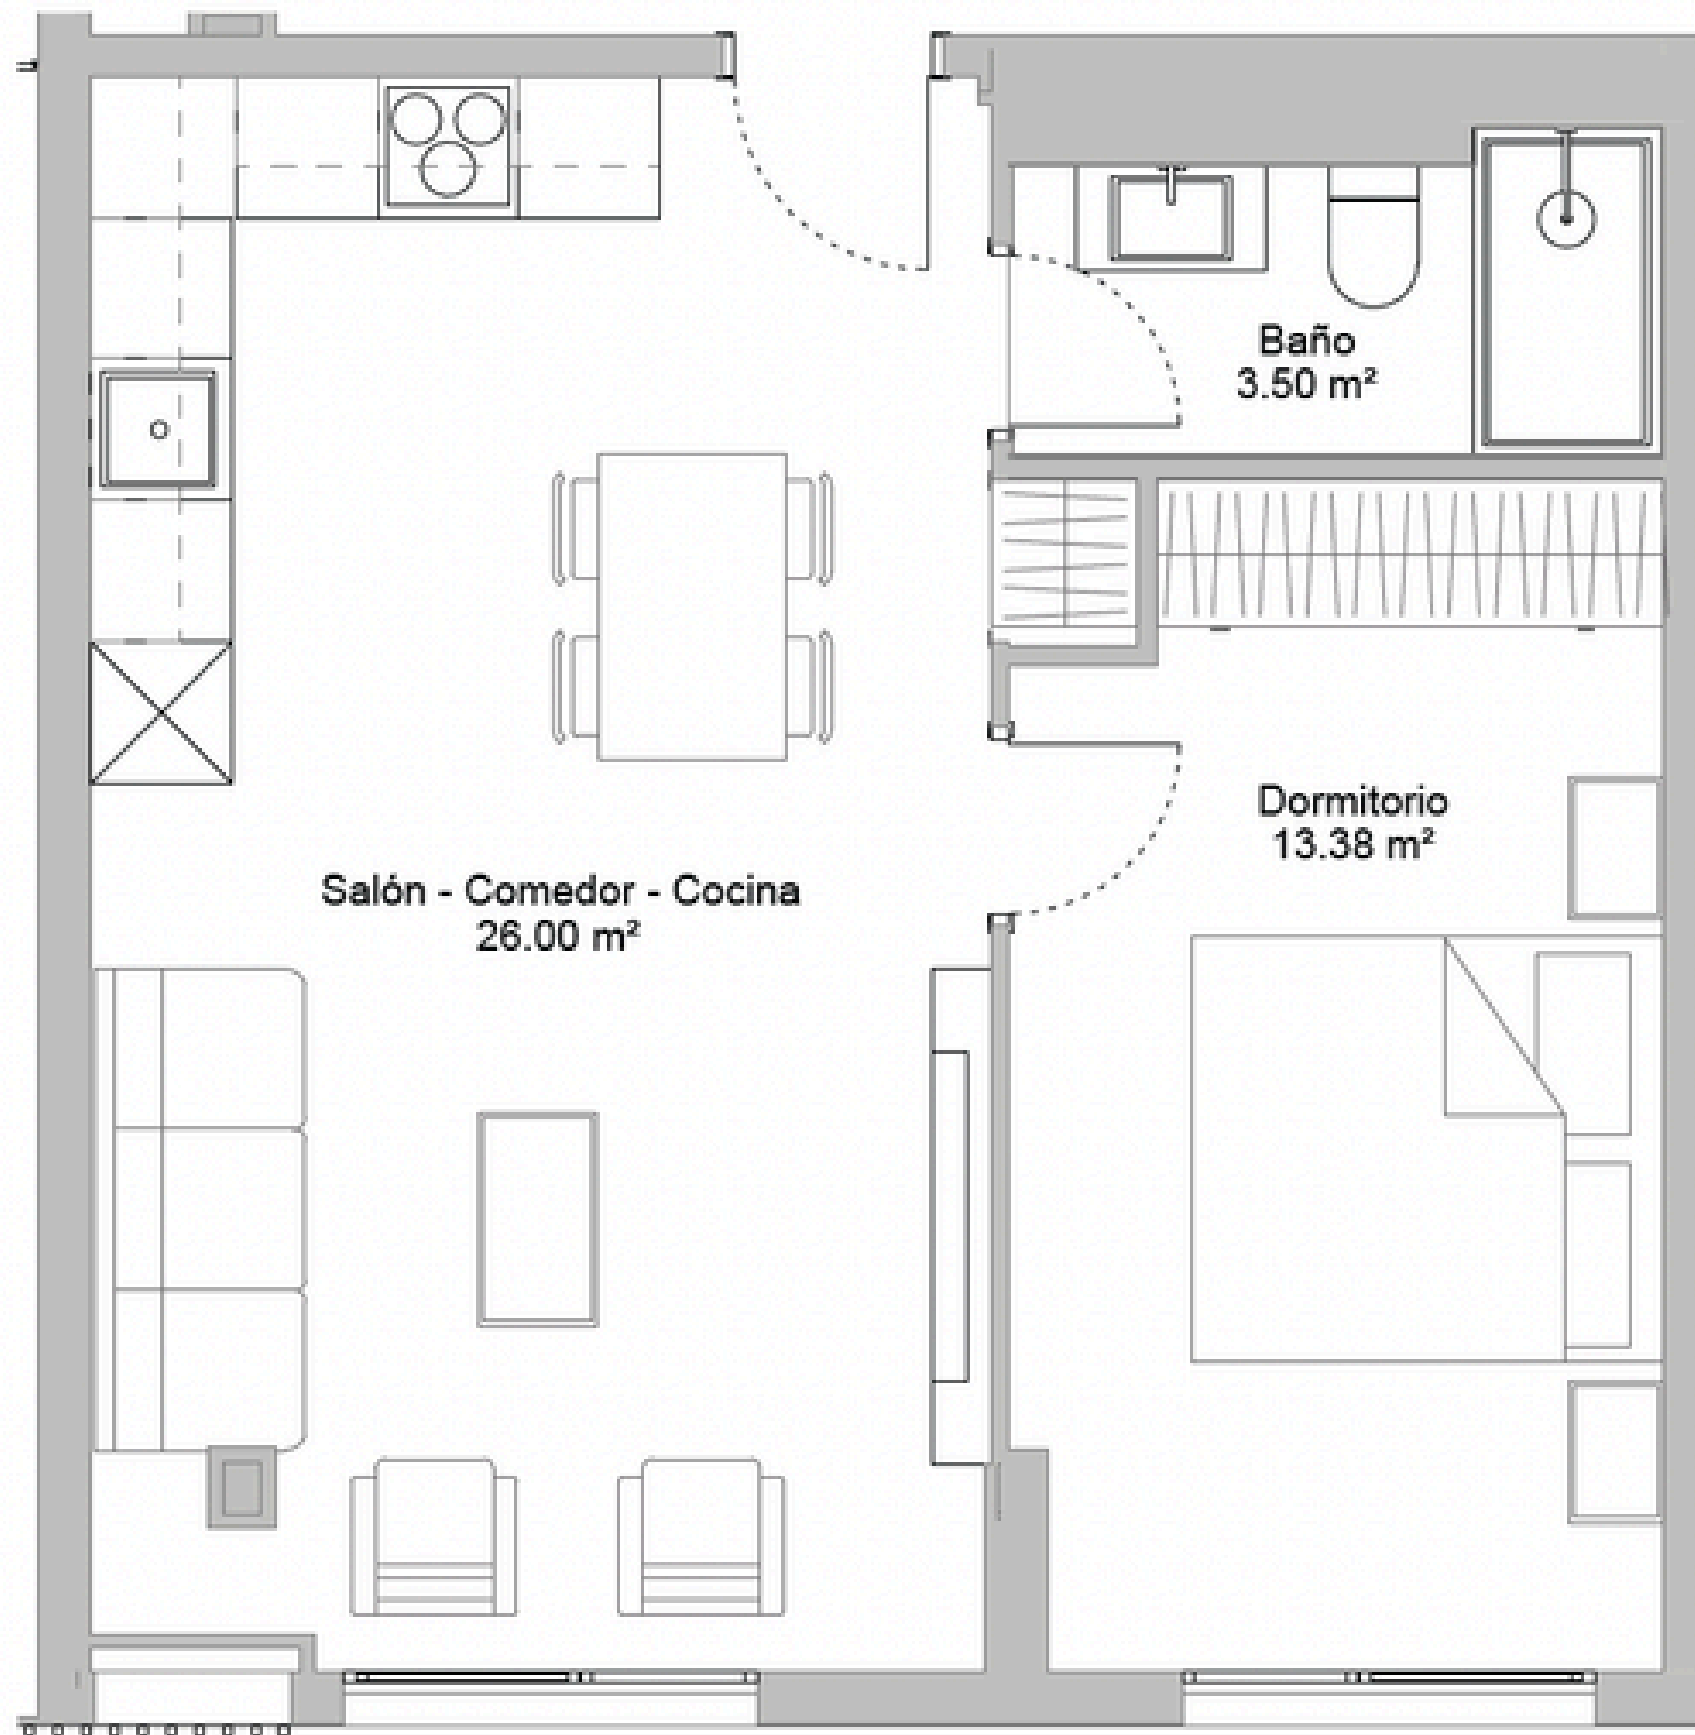 Baño
3.50 m²
Dormitorio
13.38 m²
Salón - Comedor - Cocina
26.00 m²